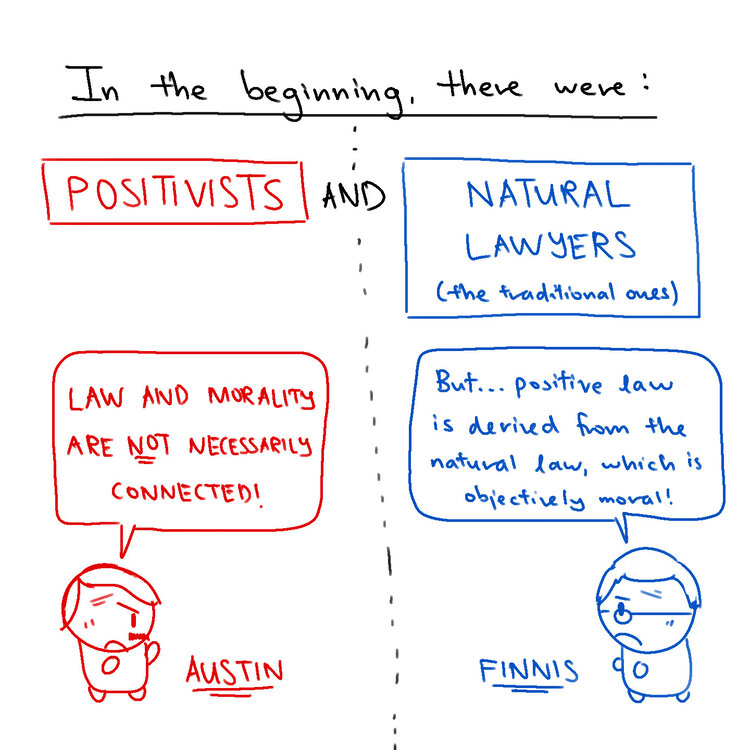 In the beginning, there were:
POSITIVISTS
AND
NATURAL
LAWYERS
(the traditional ones)
LAW AND MORALITY
ARE NOT NECESSARILY
CONNECTED!
But... positive law
is derived from the
natural law, which is
objectively moral!
AUSTIN
FINNIS